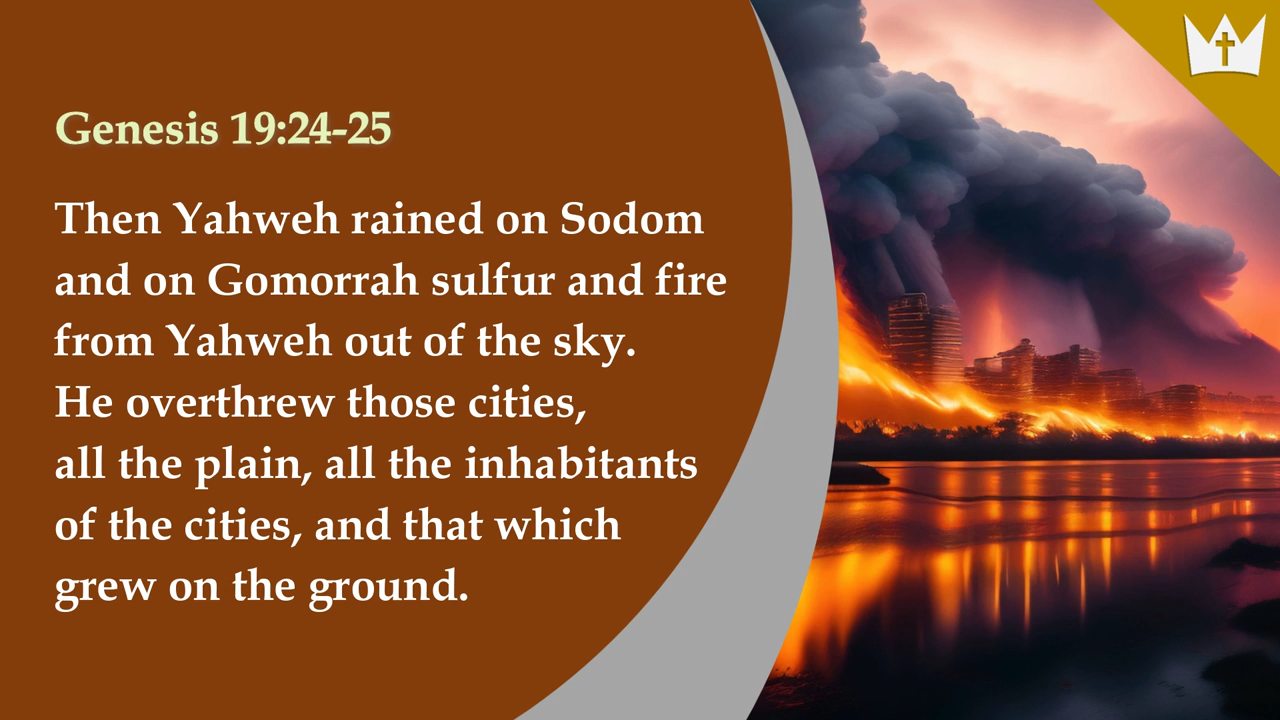 Genesis 19:24-25
Then Yahweh rained on Sodom
and on Gomorrah sulfur and fire
from Yahweh out of the sky.
He overthrew those cities,
all the plain, all the inhabitants
of the cities, and that which
grew on the ground.